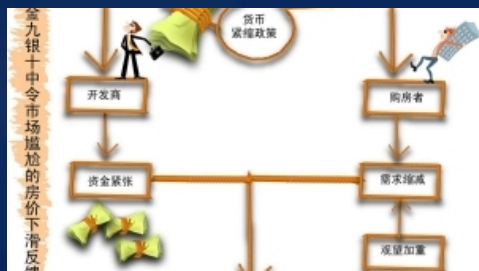 金九银十中令市场尴尬的房价下滑反馈
货币
紧缩政策
开发商
购房者
资金紧张
需求缩减
观望加重